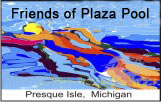 Friends of Plaza Pool
Presque Isle, Michigan